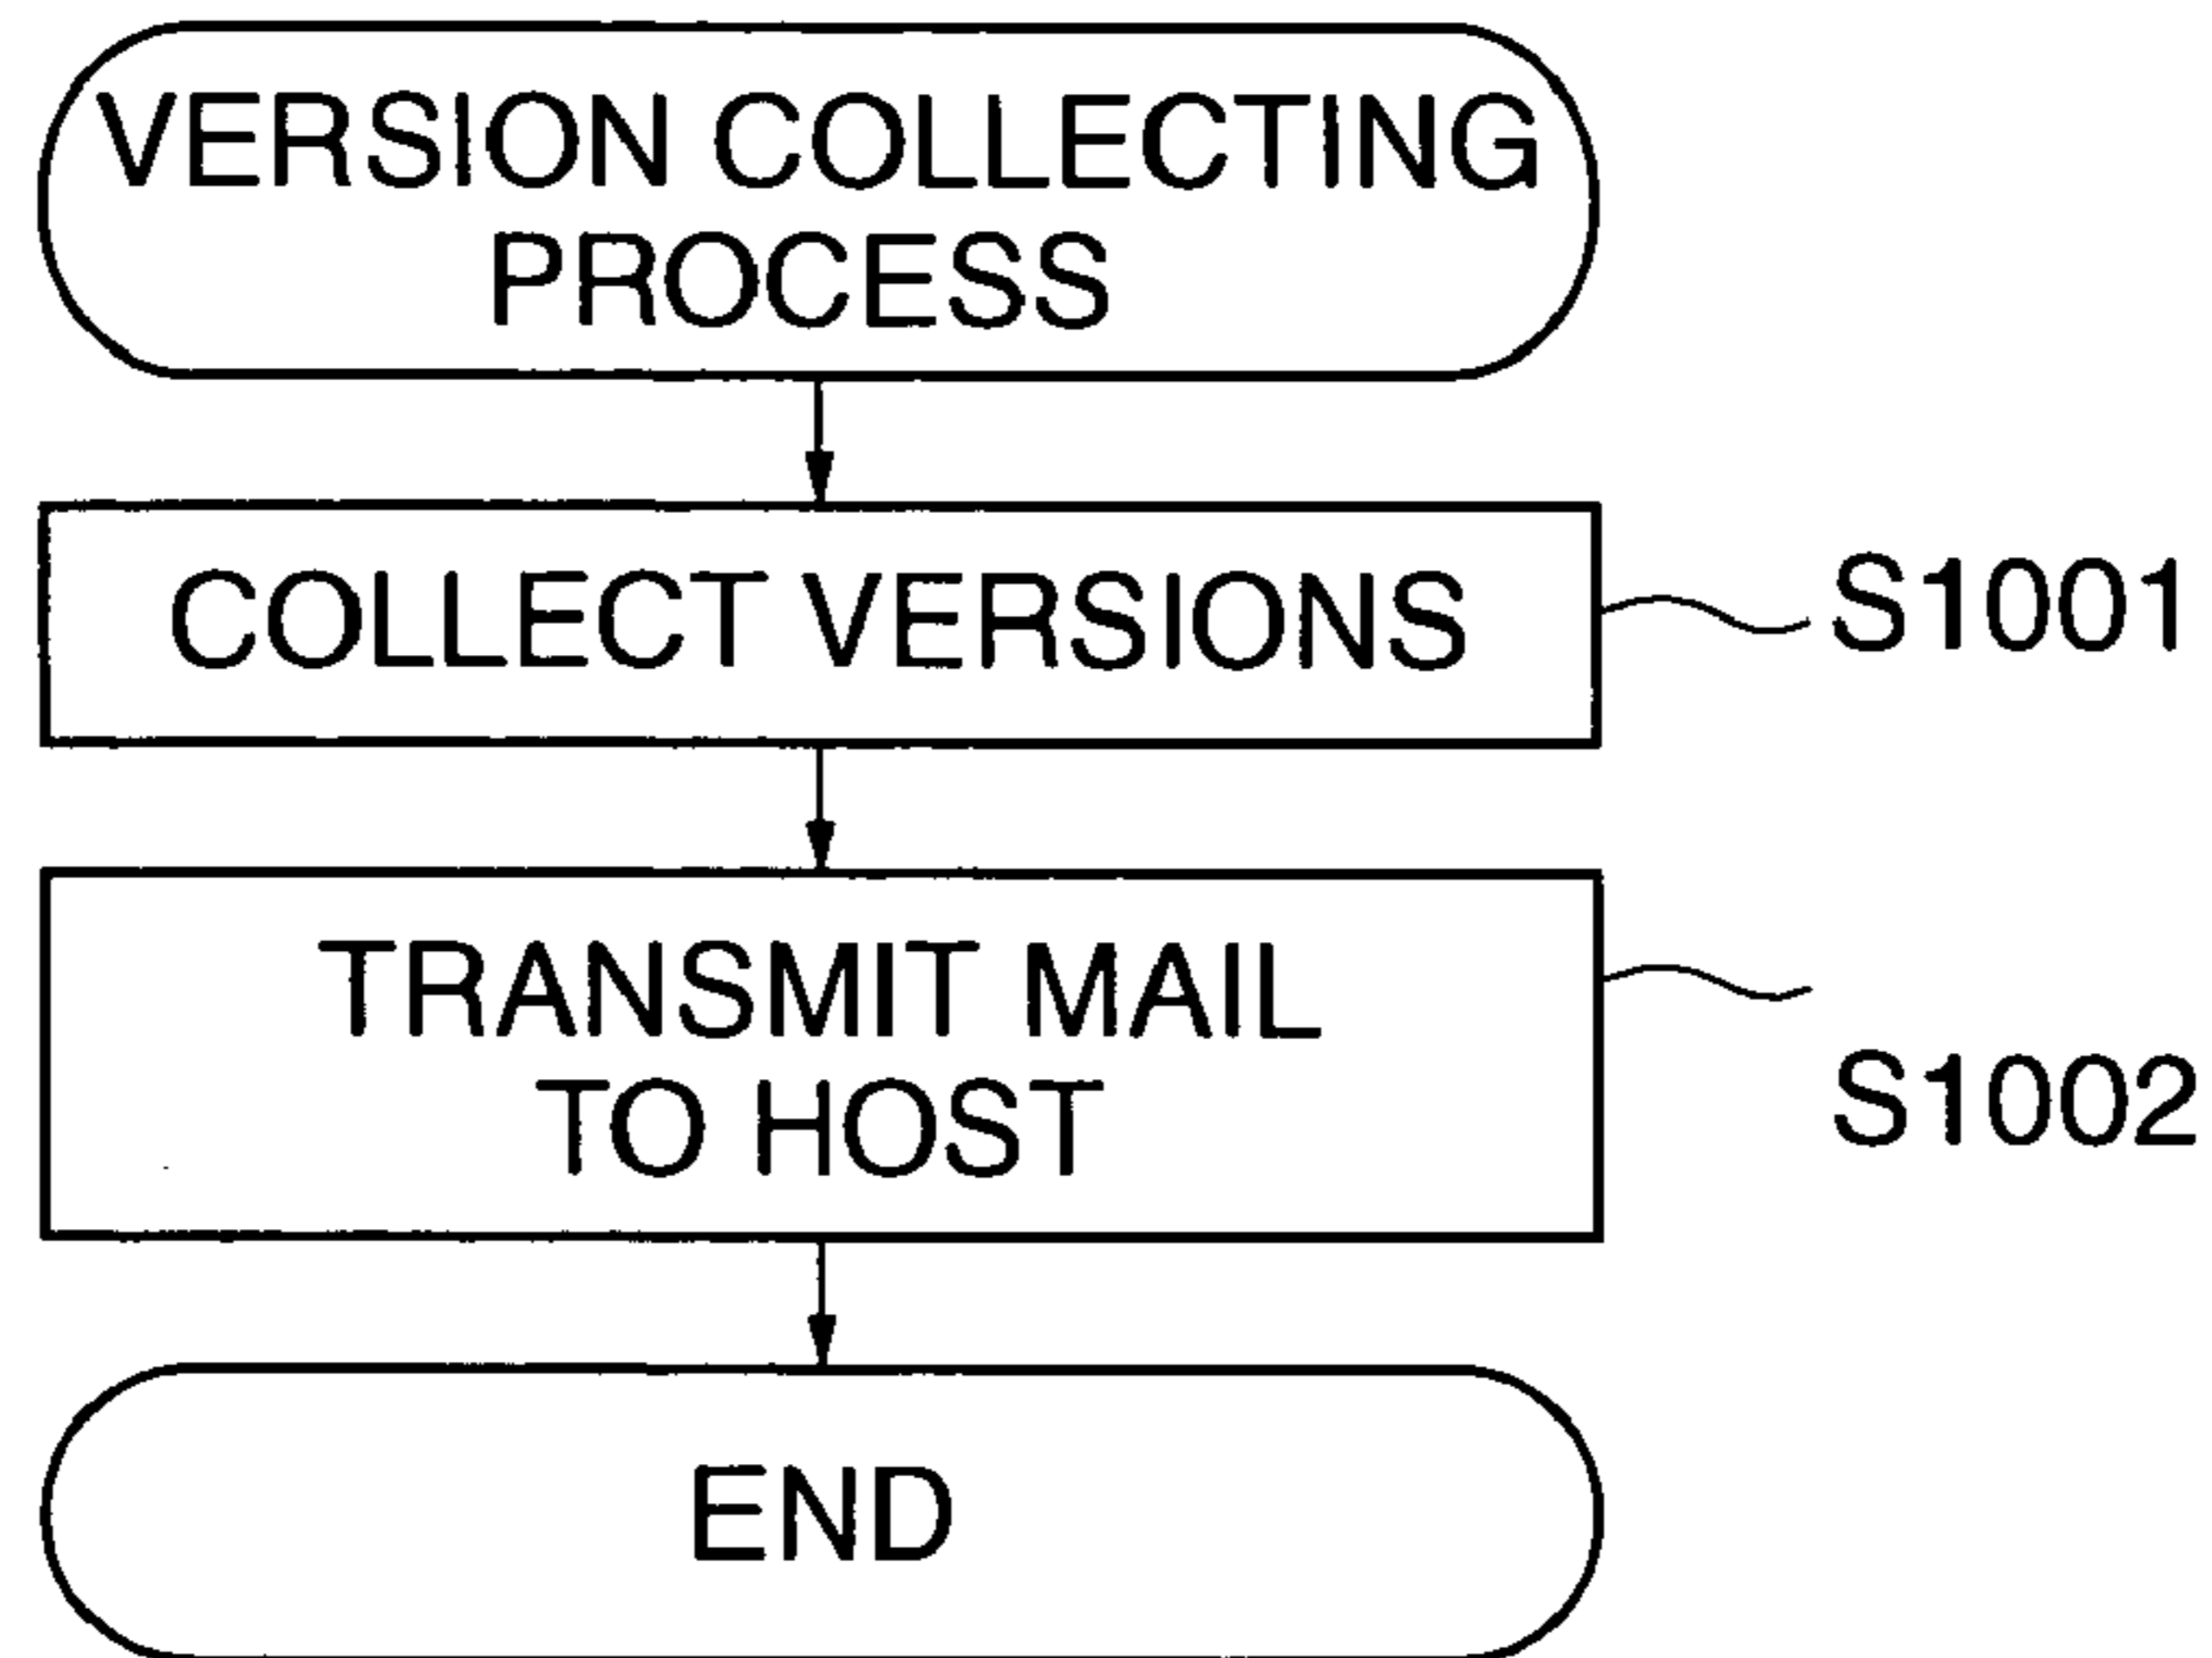 VERSION COLLECTING
PROCESS
COLLECT VERSIONS
S1001
TRANSMIT MAIL
TO HOST
S1002
END